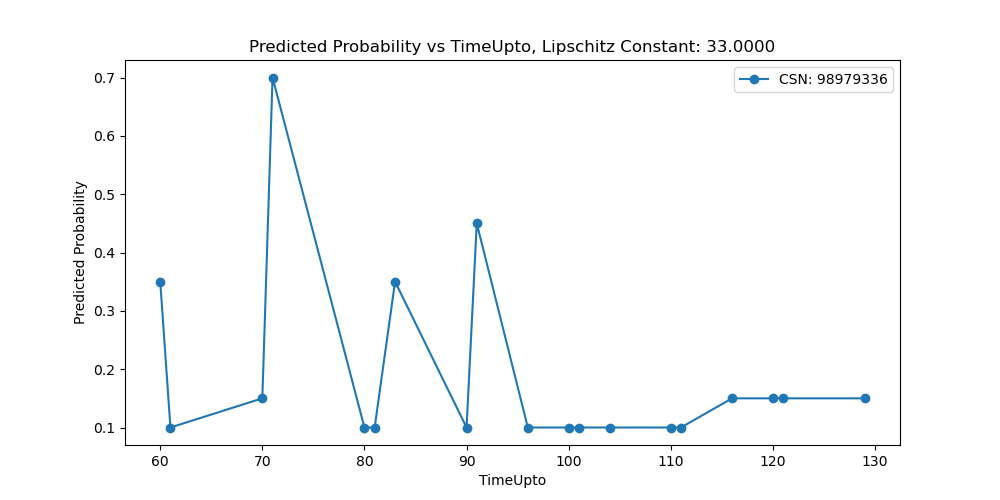 Predicted Probability vs TimeUpto, Lipschitz Constant: 33.0000
CSN: 98979336
Predicted Probability
0.7
0.6
0.5
0.4
0.3
0.2
0.1
60 70 80 90 100 110 120 130
TimeUpto